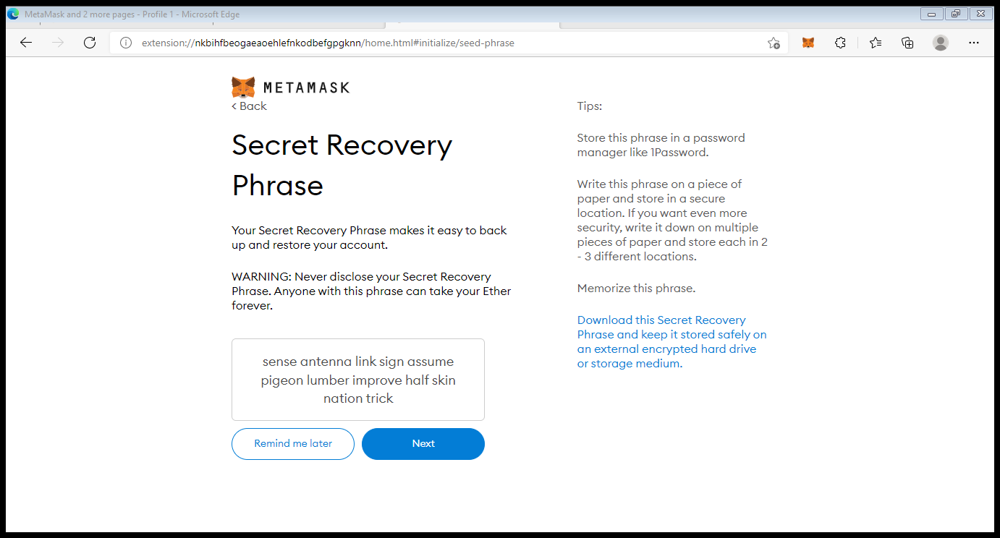 MetaMask and 2 more pages - Profile 1 - Microsoft Edge
extension://nkbihfbeogaeaoehlefnkodbefgpgknn/home.html#initialize/seed-phrase
METAMASK
< Back
Secret Recovery
Phrase
Your Secret Recovery Phrase makes it easy to back
up and restore your account.
WARNING: Never disclose your Secret Recovery
Phrase. Anyone with this phrase can take your Ether
forever.
sense antenna link sign assume
pigeon lumber improve half skin
nation trick
Remind me later
Next
Tips:
Store this phrase in a password
manager like 1Password.
Write this phrase on a piece of
paper and store in a secure
location. If you want even more
security, write it down on multiple
pieces of paper and store each in 2
- 3 different locations.
Memorize this phrase.
Download this Secret Recovery
Phrase and keep it stored safely on
an external encrypted hard drive
or storage medium.